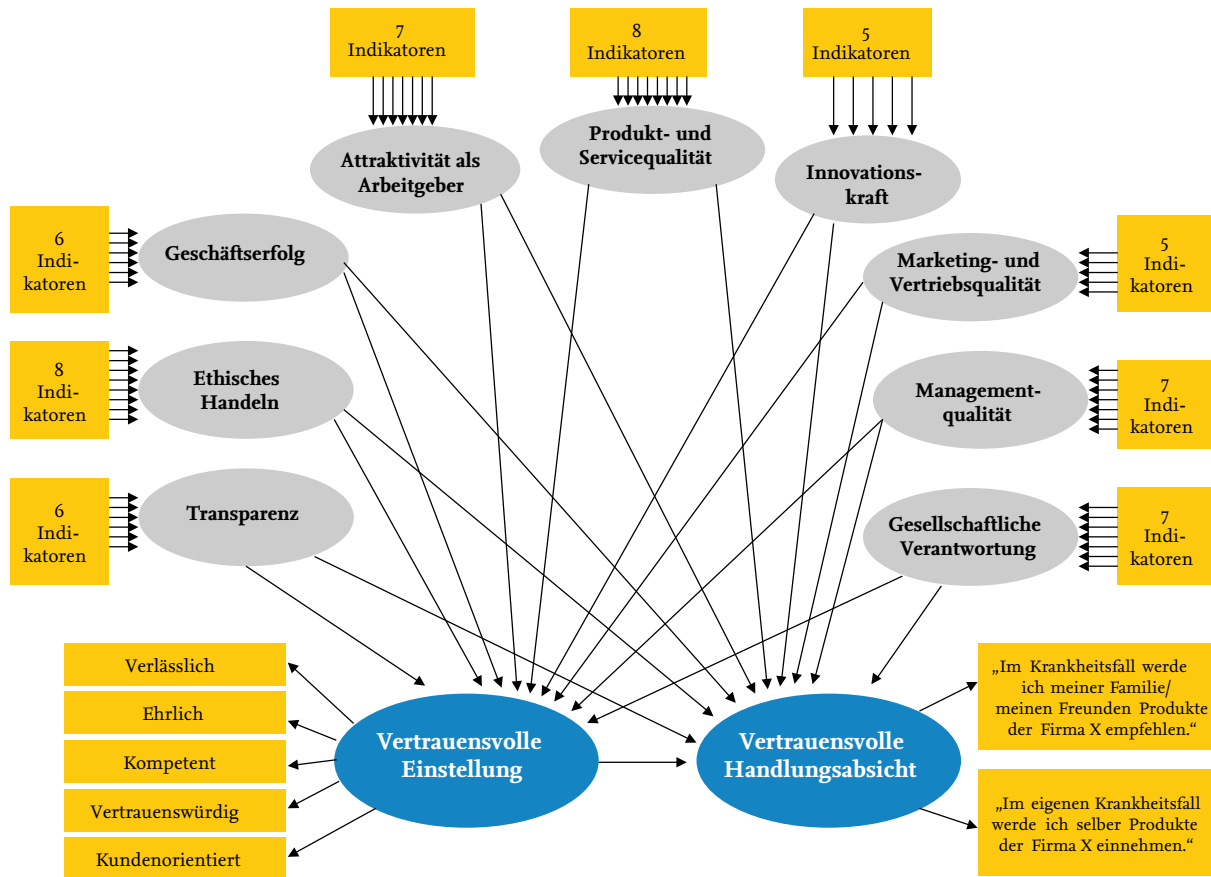 7
Indikatoren
8
Indikatoren
5
Indikatoren
Attraktivität als
Arbeitgeber
Produkt- und
Servicequalität
Innovations-
kraft
6
Indi-
katoren
Geschäftserfolg
Marketing- und
Vertriebsqualität
5
Indi-
katoren
8
Indi-
katoren
Ethisches
Handeln
Management-
qualität
7
Indi-
katoren
6
Indi-
katoren
Transparenz
Gesellschaftliche
Verantwortung
7
Indi-
katoren
Verlässlich
Ehrlich
Kompetent
Vertrauenswürdig
Kundenorientiert
Vertrauensvolle
Einstellung
Vertrauensvolle
Handlungsabsicht
„Im Krankheitsfall werde
ich meiner Familie/
meinen Freunden Produkte
der Firma X empfehlen.“
„Im eigenen Krankheitsfall
werde ich selber Produkte
der Firma X einnehmen.“